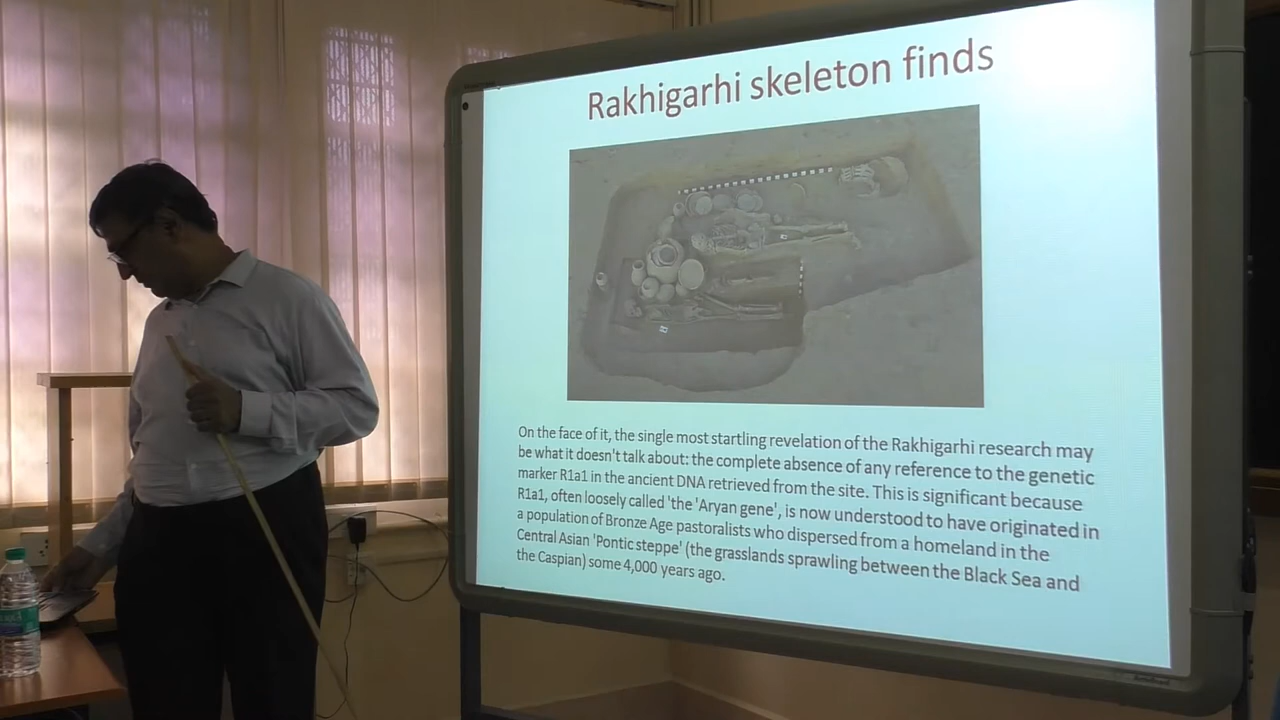 Rakhigarhi skeleton finds
On the face of it, the single most startling revelation of the Rakhigarhi research may
be what it doesn't talk about: the complete absence of any reference to the genetic
marker R1a1 in the ancient DNA retrieved from the site. This is significant because
R1a1, often loosely called 'the 'Aryan gene', is now understood to have originated in
a population of Bronze Age pastoralists who dispersed from a homeland in the
Central Asian 'Pontic steppe' (the grasslands sprawling between the Black Sea and
the Caspian) some 4,000 years ago.